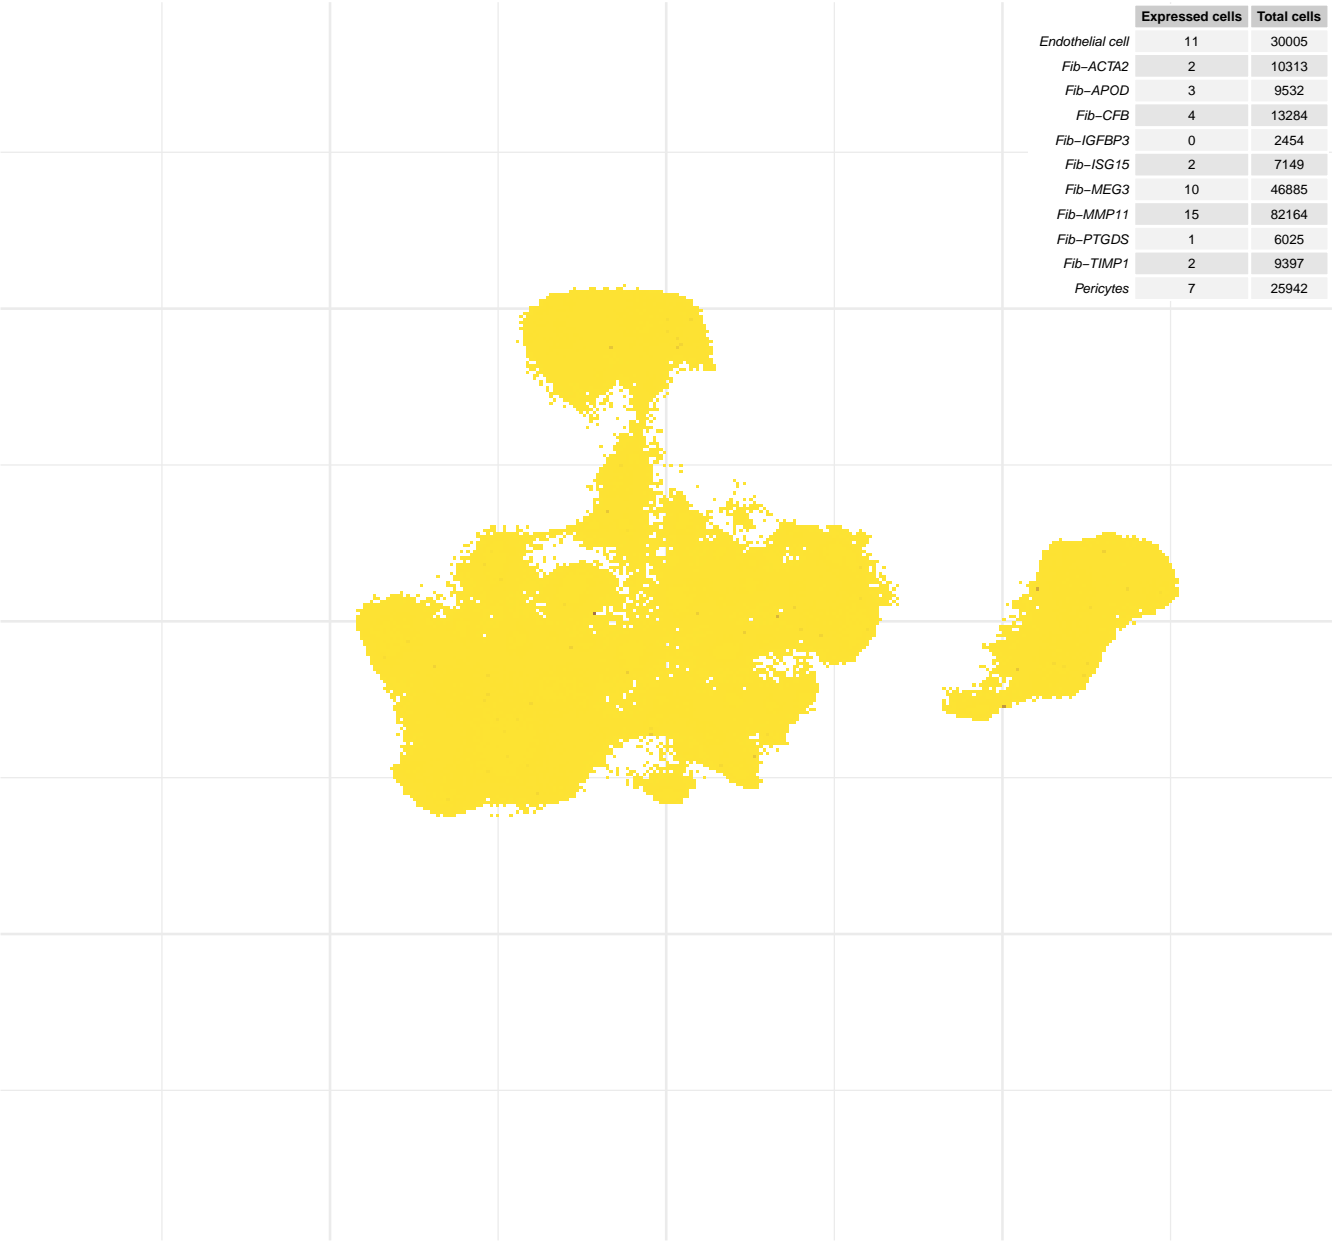 Expressed cells Total cells
Endothelial cell 11 30005
Fib−ACTA2 2 10313
Fib−APOD 3 9532
Fib−CFB 4 13284
Fib−IGFBP3 0 2454
Fib−ISG15 2 7149
Fib−MEG3 10 46885
Fib−MMP11 15 82164
Fib−PTGDS 1 6025
Fib−TIMP1 2 9397
Pericytes 7 25942